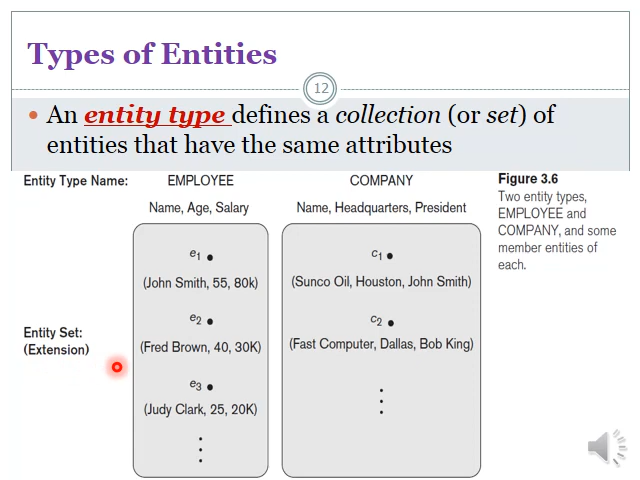 Types of Entities
12
• An entity type defines a collection (or set) of
entities that have the same attributes
Entity Type Name:
EMPLOYEE
COMPANY
Name, Age, Salary
Name, Headquarters, President
Entity Set:
(Extension)
e1 •
(John Smith, 55, 80k)
e2 •
(Fred Brown, 40, 30K)
e3 •
(Judy Clark, 25, 20K)
c1 •
(Sunco Oil, Houston, John Smith)
c2 •
(Fast Computer, Dallas, Bob King)
Figure 3.6
Two entity types,
EMPLOYEE and
COMPANY, and some
member entities of
each.